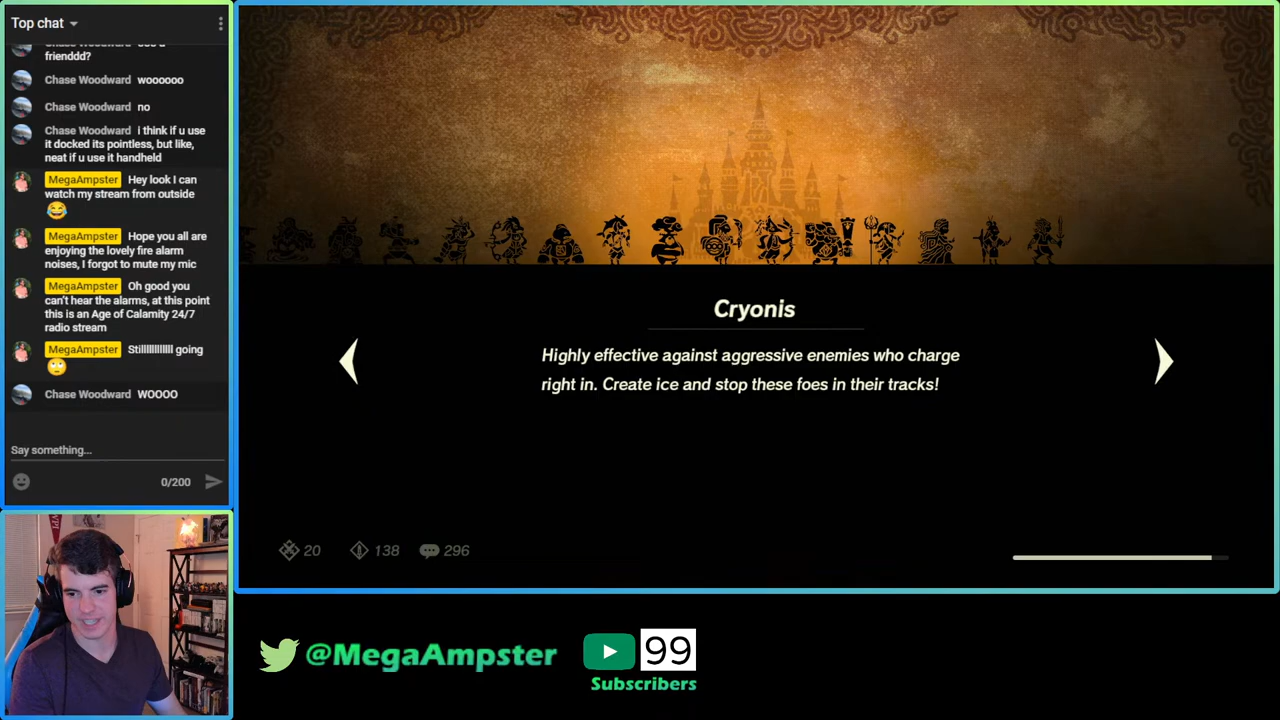 Top chat
frienddd?
Chase Woodward woooooo
Chase Woodward no
Chase Woodward i think if u use
it docked its pointless, but like,
neat if u use it handheld
MegaAmpster Hey look I can
watch my stream from outside
😂
MegaAmpster Hope you all are
enjoying the lovely fire alarm
noises, I forgot to mute my mic
MegaAmpster Oh good you
can't hear the alarms, at this point
this is an Age of Calamity 24/7
radio stream
MegaAmpster Stilllllllllllll going
🙄
Chase Woodward WOOOO
Say something...
0/200
Cryonis
Highly effective against aggressive enemies who charge
right in. Create ice and stop these foes in their tracks!
20 138 296
@MegaAmpster
99
Subscribers